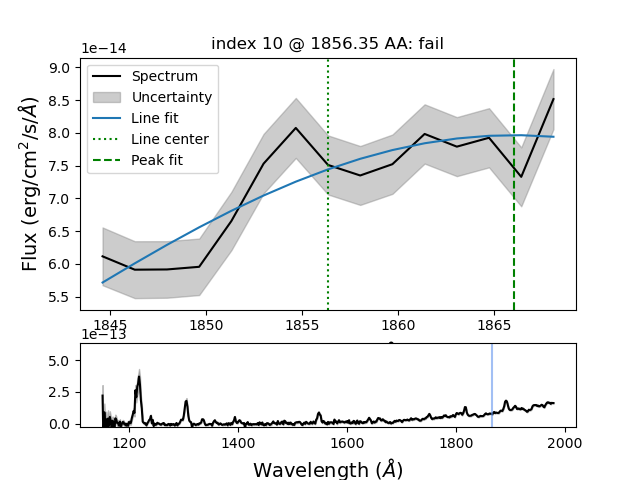 index 10 @ 1856.35 AA: fail
1e−14
Spectrum
Uncertainty
Line fit
Line center
Peak fit
Flux (erg/cm²/s/Å)
9.0
8.5
8.0
7.5
7.0
6.5
6.0
5.5
1845 1850 1855 1860 1865
1e−13
5.0
2.5
0.0
1200 1400 1600 1800 2000
Wavelength (Å)